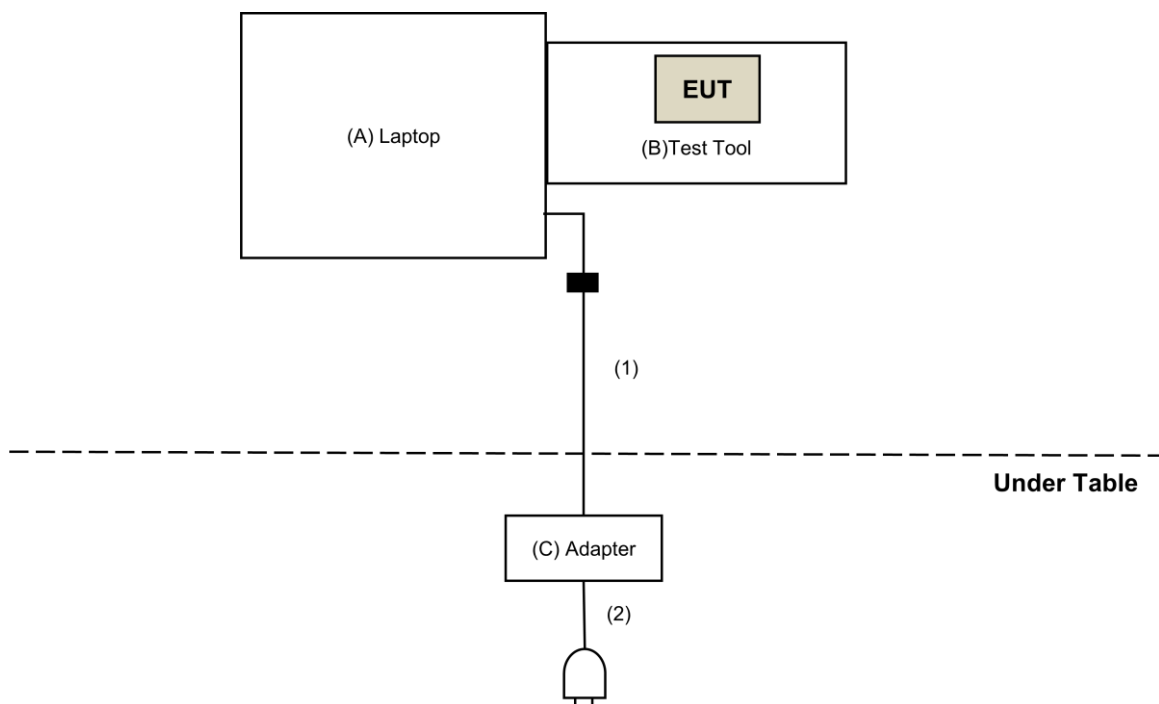 EUT
(A) Laptop
(B)Test Tool
(1)
Under Table
(C) Adapter
(2)